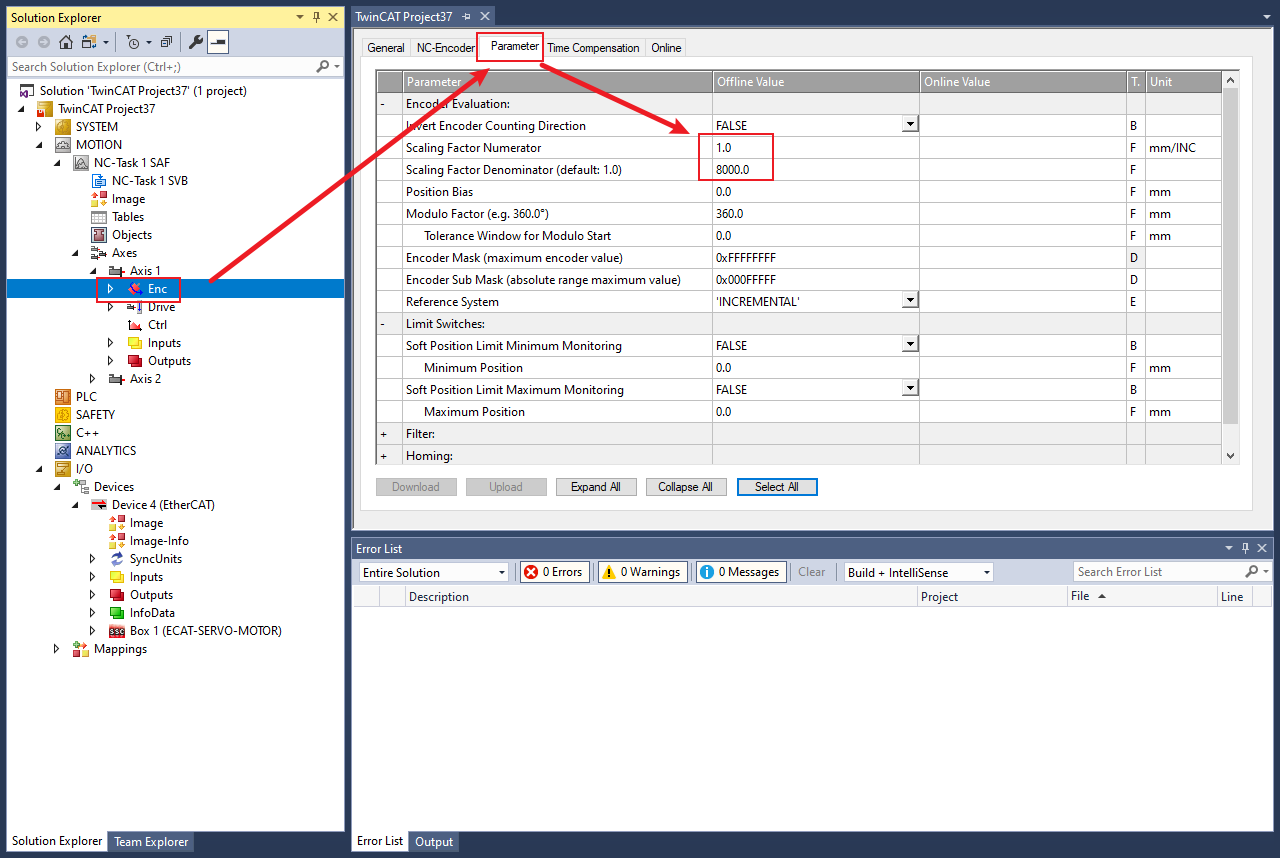 Solution Explorer
Search Solution Explorer (Ctrl+;)
Solution 'TwinCAT Project37' (1 project)
TwinCAT Project37
SYSTEM
MOTION
NC-Task 1 SAF
NC-Task 1 SVB
Image
Tables
Objects
Axes
Axis 1
Enc
Drive
Ctrl
Inputs
Outputs
Axis 2
PLC
SAFETY
C++
ANALYTICS
I/O
Devices
Device 4 (EtherCAT)
Image
Image-Info
SyncUnits
Inputs
Outputs
InfoData
Box 1 (ECAT-SERVO-MOTOR)
Mappings
Solution Explorer Team Explorer
TwinCAT Project37
General NC-Encoder Parameter Time Compensation Online
Parameter Offline Value Online Value T. Unit
- Encoder Evaluation:
Invert Encoder Counting Direction FALSE B
Scaling Factor Numerator 1.0 F mm/INC
Scaling Factor Denominator (default: 1.0) 8000.0 F
Position Bias 0.0 F mm
Modulo Factor (e.g. 360.0°) 360.0 F mm
Tolerance Window for Modulo Start 0.0 F mm
Encoder Mask (maximum encoder value) 0xFFFFFFFF D
Encoder Sub Mask (absolute range maximum value) 0x000FFFFF D
Reference System 'INCREMENTAL' E
- Limit Switches:
Soft Position Limit Minimum Monitoring FALSE B
Minimum Position 0.0 F mm
Soft Position Limit Maximum Monitoring FALSE B
Maximum Position 0.0 F mm
+ Filter:
+ Homing:
Download Upload Expand All Collapse All Select All
Error List
Entire Solution 0 Errors 0 Warnings 0 Messages Clear Build + IntelliSense Search Error List
Description Project File Line
Error List Output